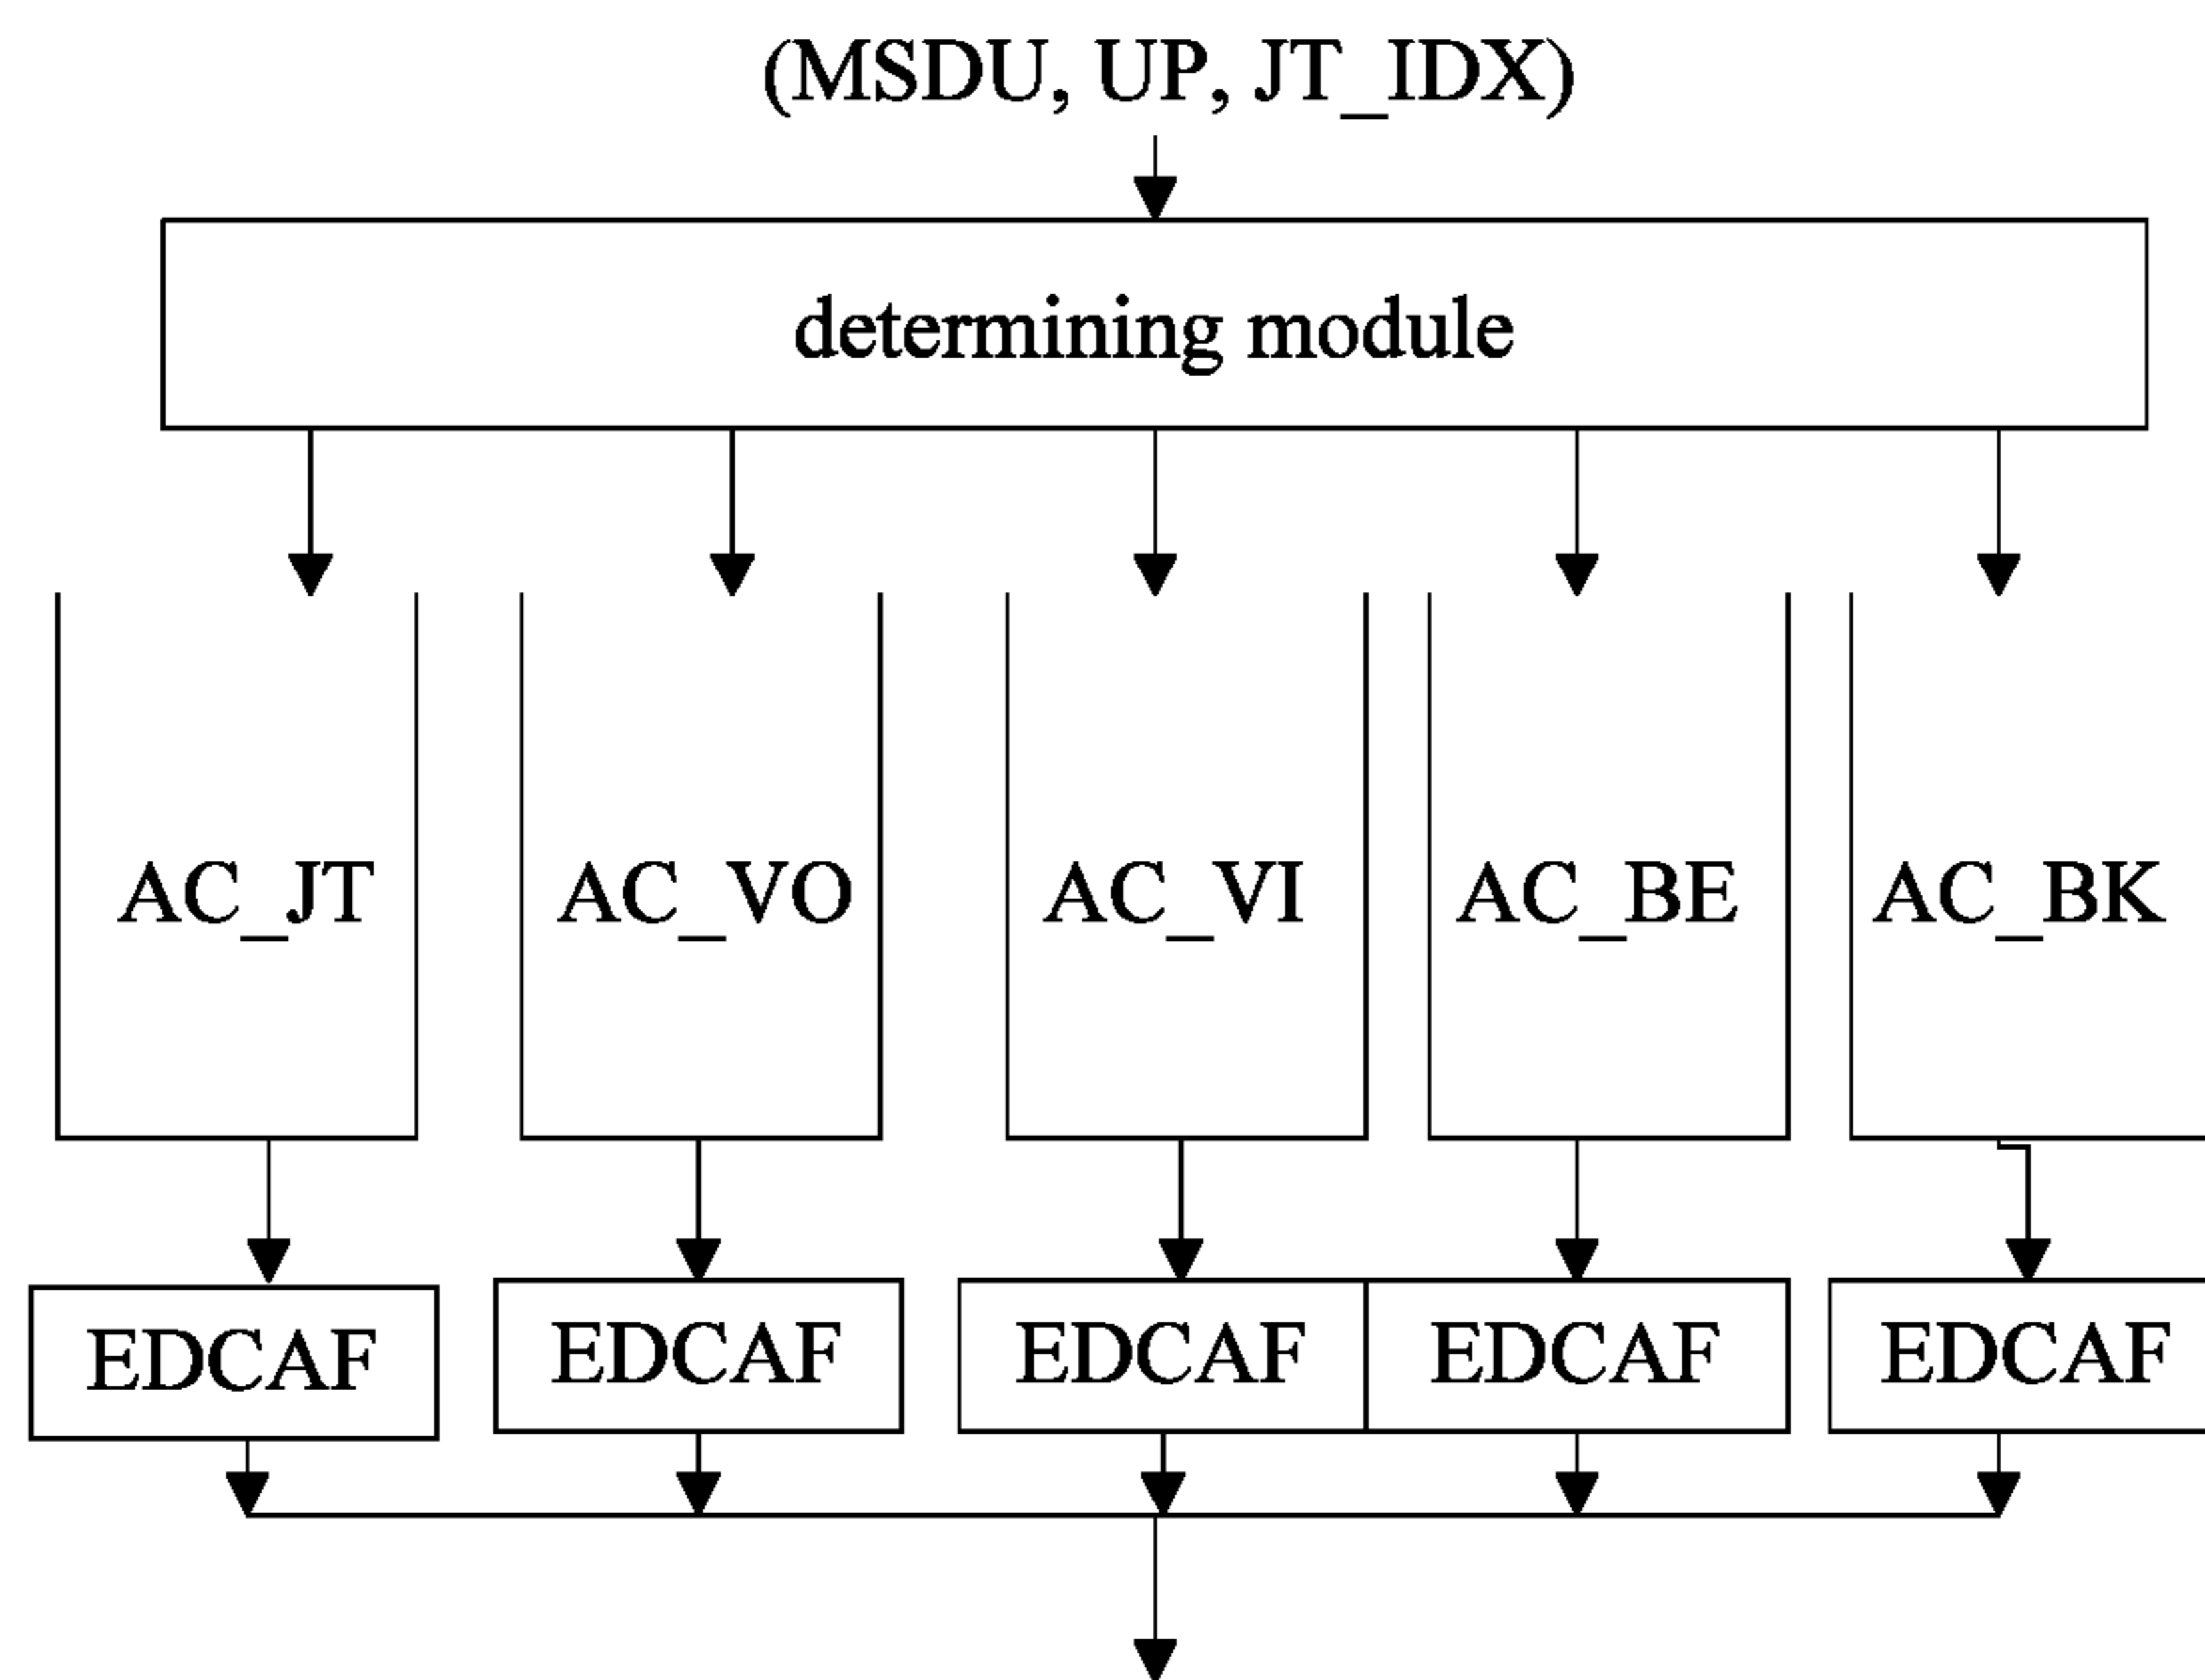 (MSDU, UP, JT_IDX)
determining module
AC_JT AC_VO AC_VI AC_BE AC_BK
EDCAF EDCAF EDCAF EDCAF EDCAF